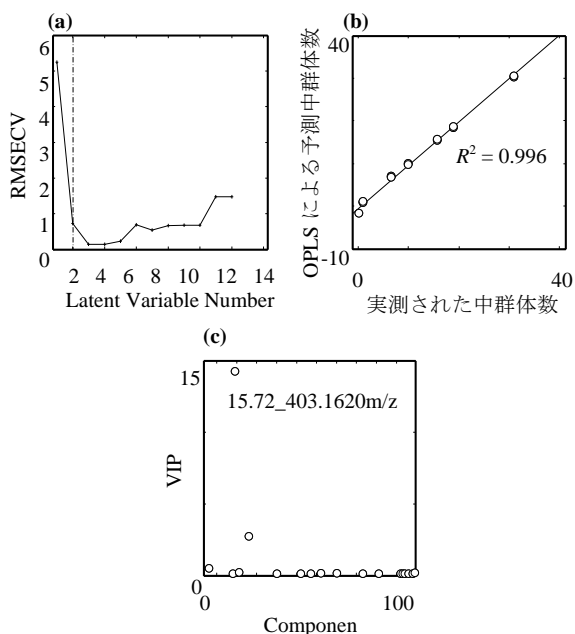 (a)
6
5
4
3
2
1
0
RMSECV
2 4 6 8 10 12 14
Latent Variable Number
(b)
40
-10
OPLS による予測中群体数
R² = 0.996
0 40
実測された中群体数
(c)
15
0
VIP
15.72_403.1620m/z
0 100
Componen